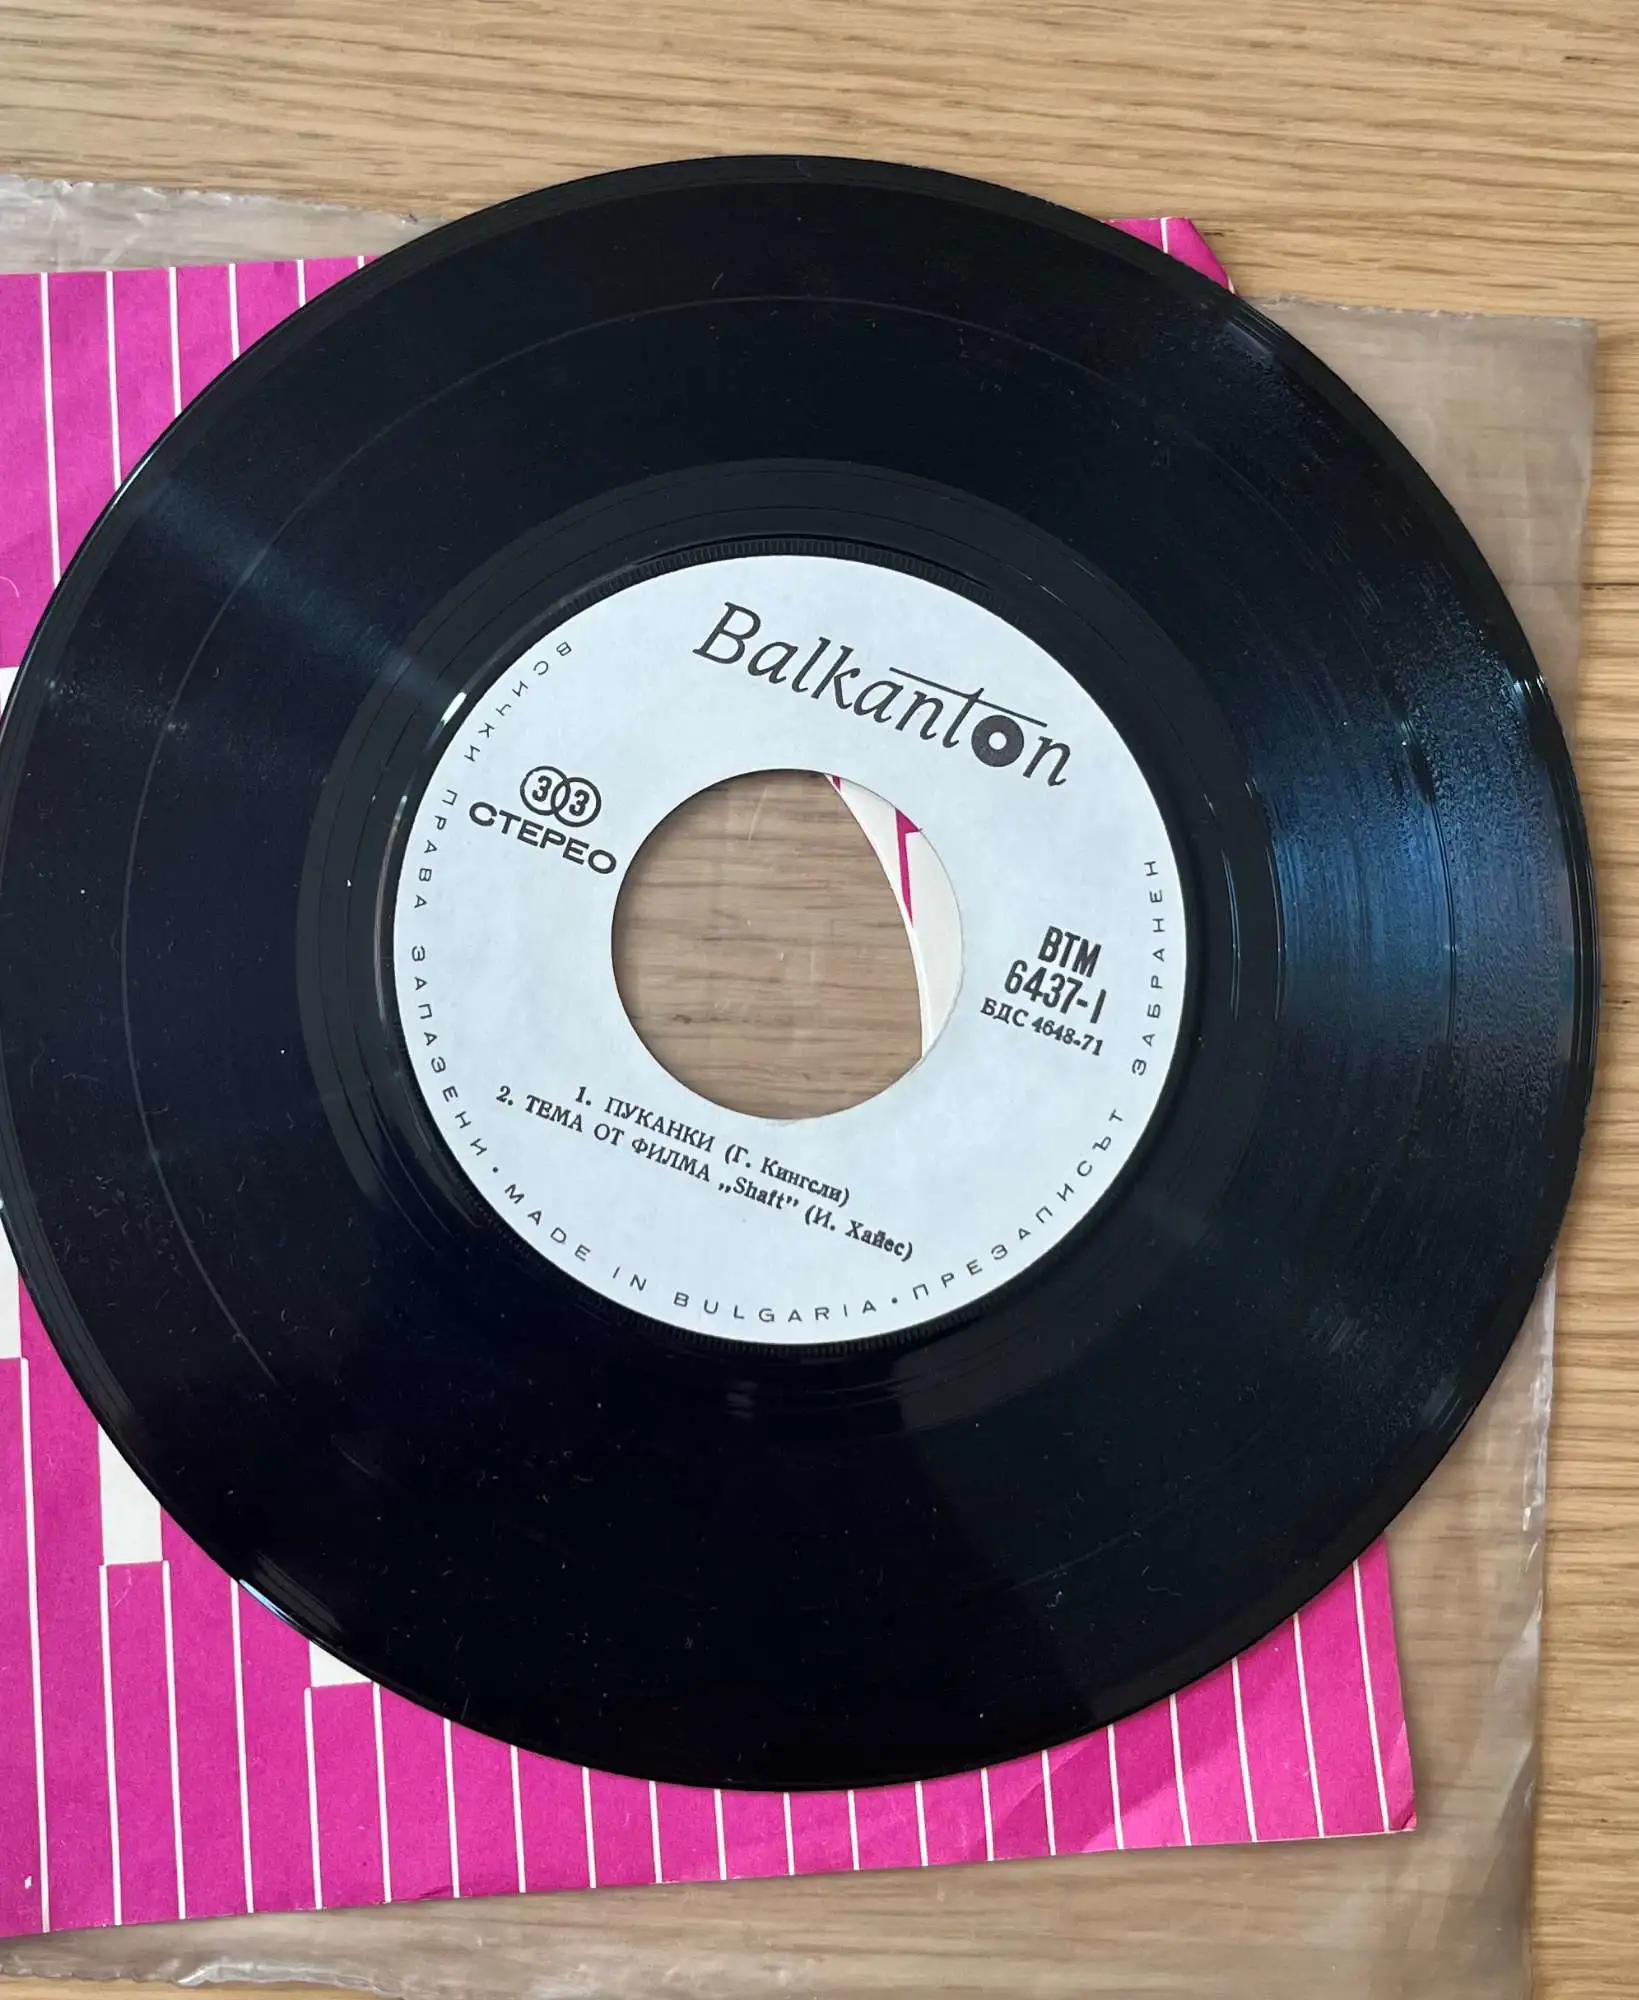 Balkanton
33
СТЕРЕО
ВТМ
6437-I
БДС 4648-71
1. ПУКАНКИ (Г. Кингсли)
2. ТЕМА ОТ ФИЛМА „Shaft” (И. Хайес)
ВСИЧКИ ПРАВА ЗАПАЗЕНИ • MADE IN BULGARIA • ПРЕЗАПИСЪТ ЗАБРАНЕН